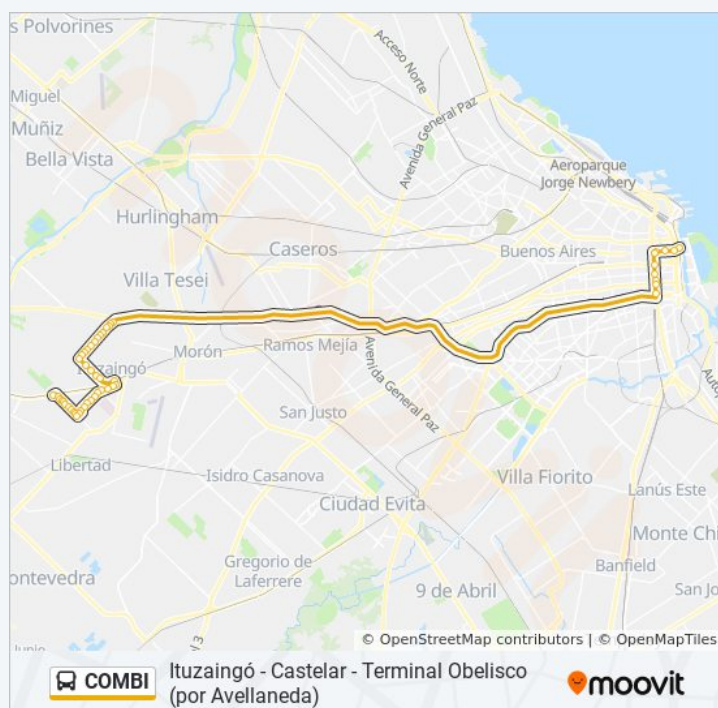 s Polvorines
Miguel
Muñiz
Bella Vista
Acceso Norte
Avenida General Paz
Aeroparque
Jorge Newbery
Hurlingham
Caseros
Buenos Aires
Villa Tesei
Ituzaingó
Morón
Ramos Mejía
Avenida General Paz
San Justo
Libertad
Isidro Casanova
Villa Fiorito
Lanús Este
Ciudad Evita
Monte Chi
ontevedra
Gregorio de
Laferrere
9 de Abril
Banfield
San Jo
Junio
3
© OpenStreetMap contributors | © OpenMapTiles
COMBI
Ituzaingó - Castelar - Terminal Obelisco
(por Avellaneda)
moovit